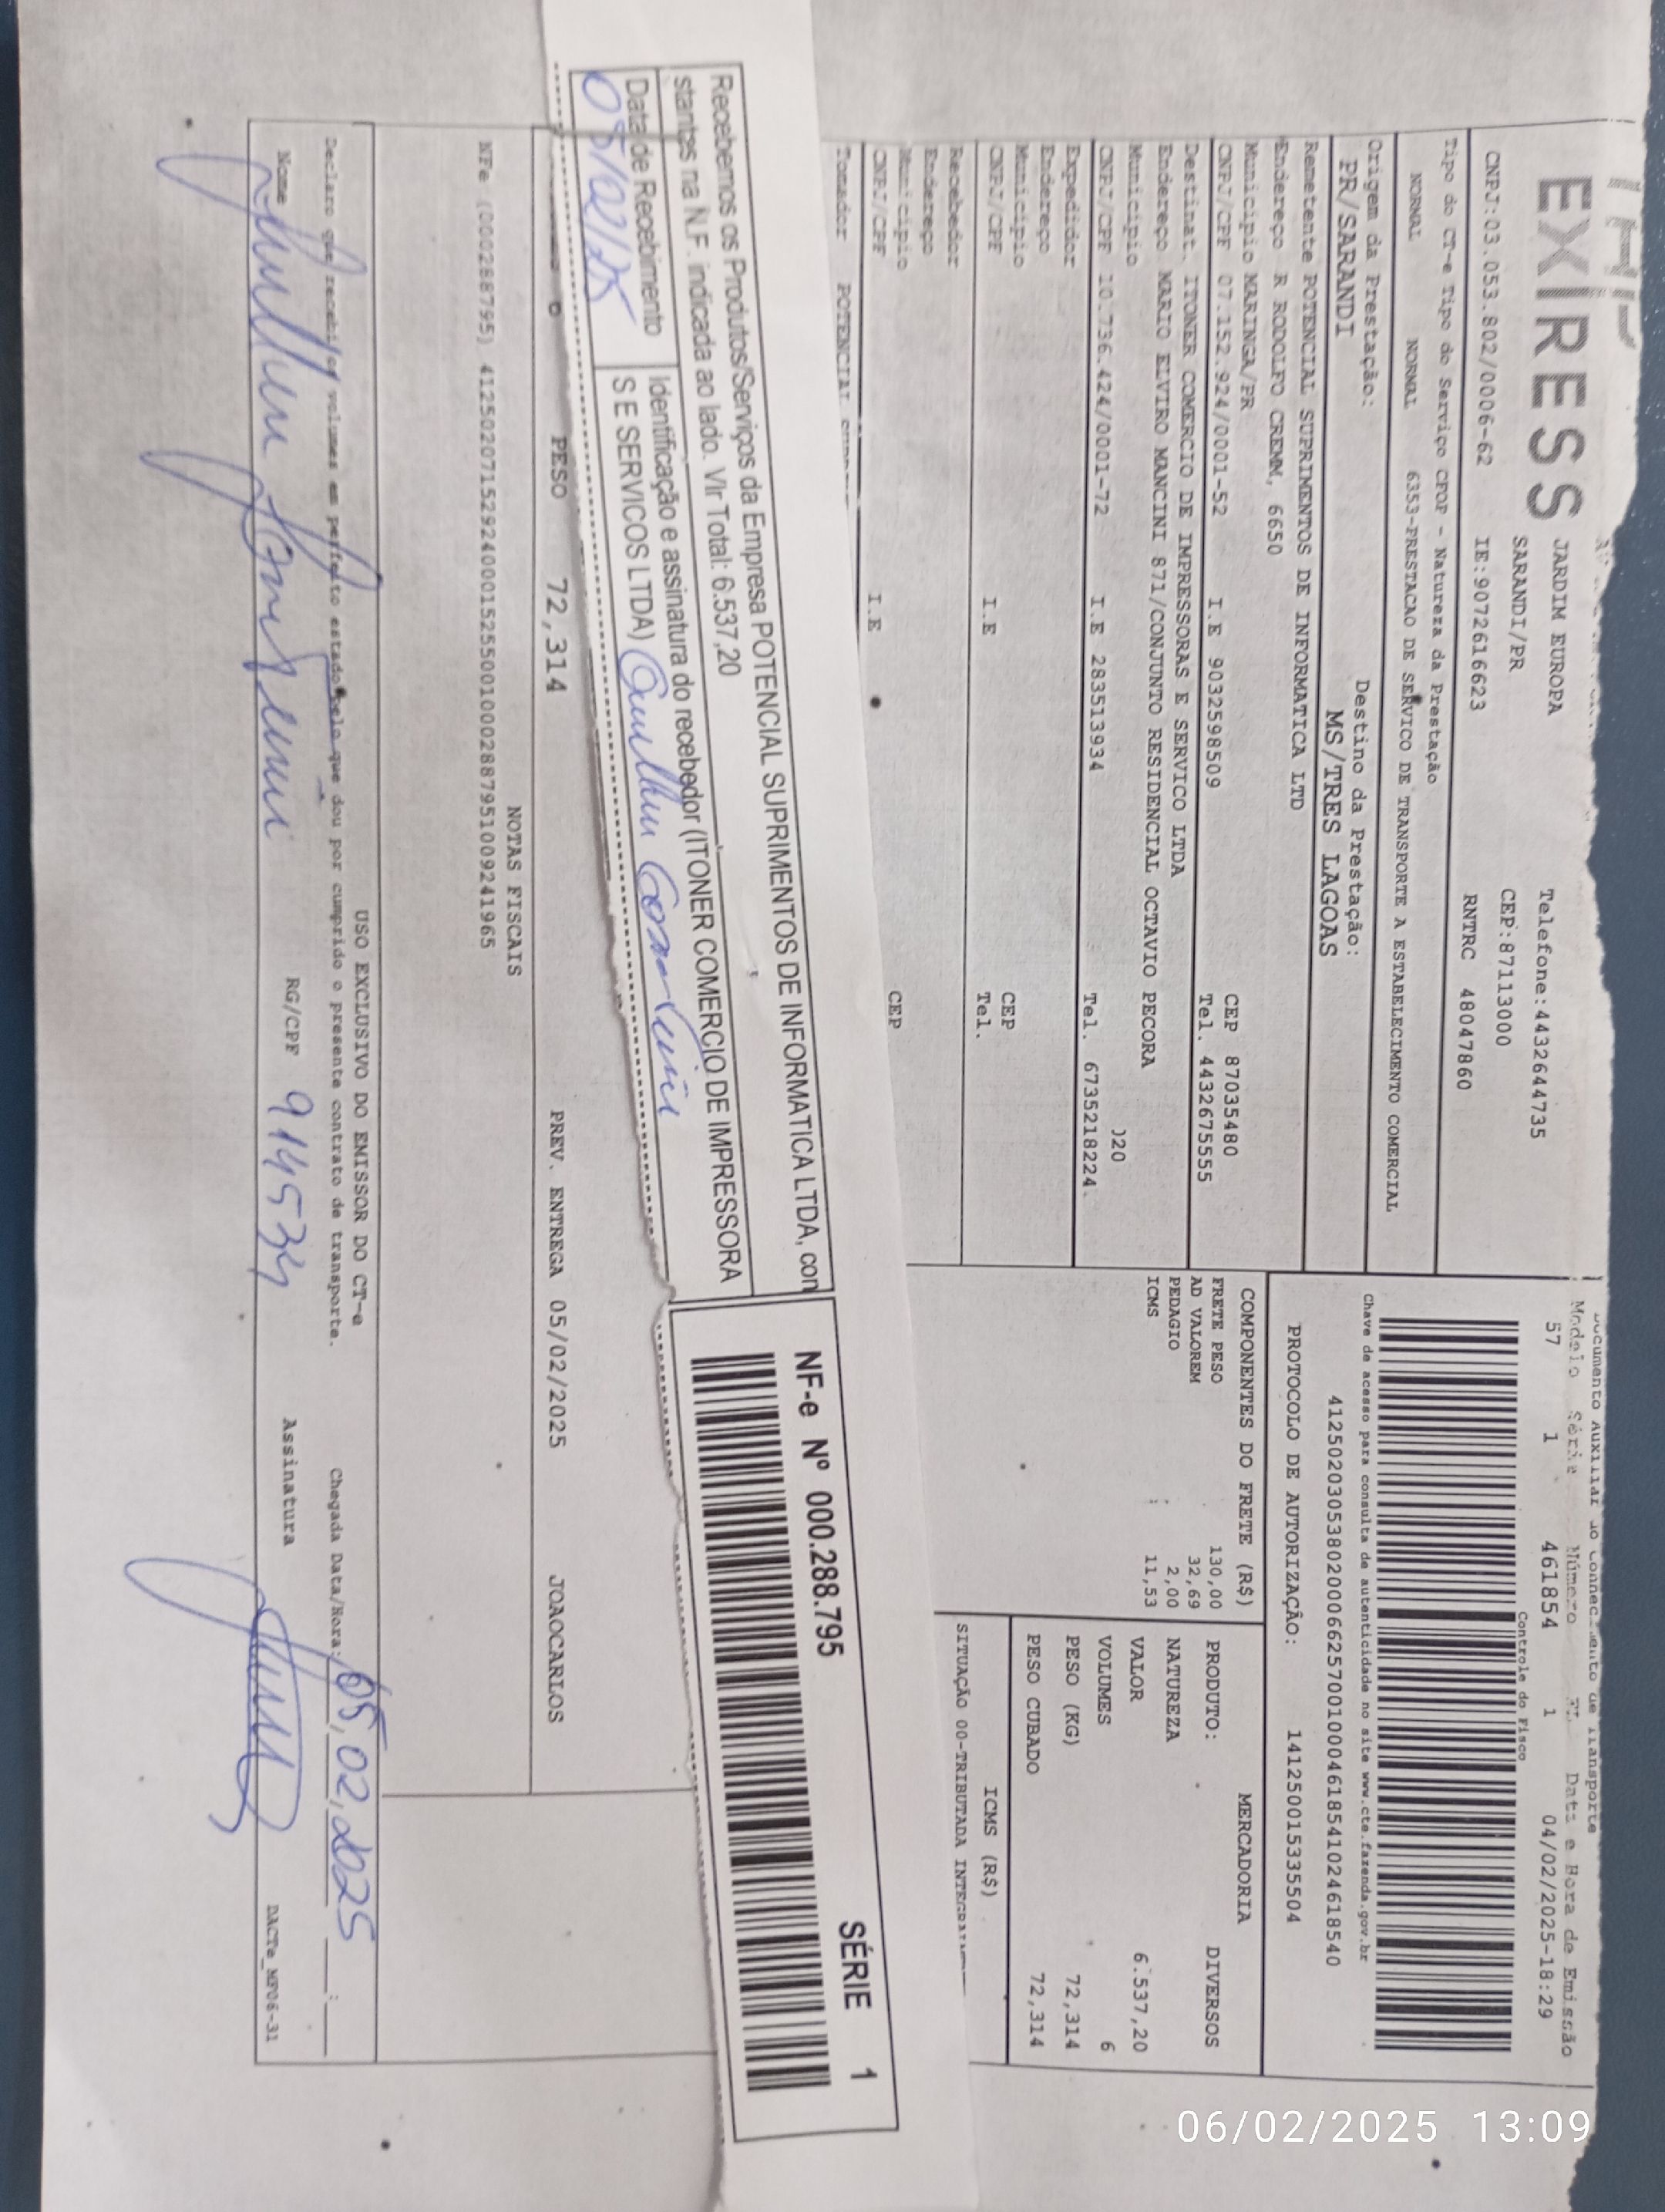 EXPRESS
JARDIM EUROPA
Telefone:4432644735
SARANDI/PR
CEP:87113000
CNPJ:03.053.802/0006-62 IE:9072616623 RNTRC 48047860
Documento Auxiliar do Conhecimento de Transporte
Modelo Série Número FL Data e Hora de Emissão
57 1 461854 1 04/02/2025-18:29
Controle do Fisco
Tipo do CT-e Tipo do Serviço CFOP - Natureza da Prestação
NORMAL NORMAL 6353-PRESTACAO DE SERVICO DE TRANSPORTE A ESTABELECIMENTO COMERCIAL
Chave de acesso para consulta de autenticidade no site www.cte.fazenda.gov.br
41250203053802000662570010004618541024618540
Origem da Prestação: Destino da Prestação:
PR/SARANDI MS/TRES LAGOAS
PROTOCOLO DE AUTORIZAÇÃO: 141250015335504
Remetente POTENCIAL SUPRIMENTOS DE INFORMATICA LTD
Endereço R RODOLFO CREMM, 6650
Município MARINGA/PR CEP 87035480
CNPJ/CPF 07.152.924/0001-52 I.E 9032598509 Tel. 4432675555
Destinat. ITONER COMERCIO DE IMPRESSORAS E SERVICO LTDA
Endereço MARIO ELVIRO MANCINI 871/CONJUNTO RESIDENCIAL OCTAVIO PECORA
Município 020
CNPJ/CPF 10.736.424/0001-72 I.E 283513934 Tel. 6735218224
Expedidor
Endereço
Município CEP
CNPJ/CPF I.E Tel.
Recebedor
Endereço
Município CEP
CNPJ/CPF I.E
Tomador POTENCIAL
COMPONENTES DO FRETE (R$)
FRETE PESO 130,00
AD VALOREM 32,69
PEDAGIO 2,00
ICMS 11,53
MERCADORIA
PRODUTO: DIVERSOS
NATUREZA
VALOR 6.537,20
VOLUMES 6
PESO (KG) 72,314
PESO CUBADO 72,314
ICMS (R$)
SITUAÇÃO 00-TRIBUTADA
Recebemos os Produtos/Serviços da Empresa POTENCIAL SUPRIMENTOS DE INFORMATICA LTDA, con
stantes na N.F. indicada ao lado. Vlr Total: 6.537,20
Data de Recebimento Identificação e assinatura do recebedor (ITONER COMERCIO DE IMPRESSORA
S E SERVICOS LTDA)
05/02/25
NF-e Nº 000.288.795 SÉRIE 1
PESO 72,314 PREV. ENTREGA 05/02/2025 JOAOCARLOS
NOTAS FISCAIS
NFe (000288795) 41250207152924000152550010002887951009241965
USO EXCLUSIVO DO EMISSOR DO CT-e
Declaro que recebi os volumes em perfeito estado pelo que dou por cumprido o presente contrato de transporte. Chegada Data/Hora: 05,02,2025 :
Nome RG/CPF 9114534 Assinatura
DACTe_MF06-31
06/02/2025 13:09